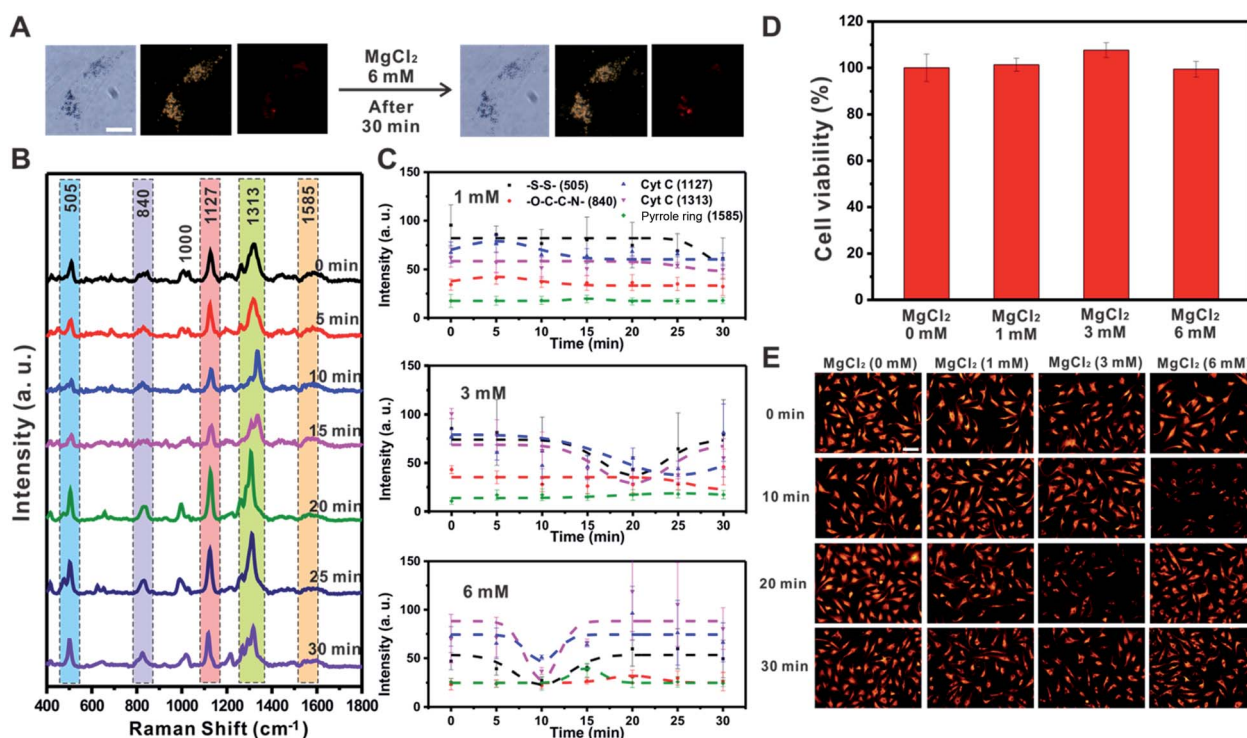 A
MgCl₂
6 mM
After
30 min
B
505
840
1000
1127
1313
1585
0 min
5 min
10 min
15 min
20 min
25 min
30 min
Intensity (a. u.)
400 600 800 1000 1200 1400 1600 1800
Raman Shift (cm⁻¹)
C
1 mM
-S-S- (505)
-O-C-C-N- (840)
Cyt C (1127)
Cyt C (1313)
Pyrrole ring (1585)
Intensity (a. u.)
150
100
75
50
25
0
0 5 10 15 20 25 30
Time (min)
3 mM
Intensity (a. u.)
150
100
75
50
25
0
0 5 10 15 20 25 30
Time (min)
6 mM
Intensity (a. u.)
150
100
75
50
25
0
0 5 10 15 20 25 30
Time (min)
D
Cell viability (%)
120
100
80
60
40
20
0
MgCl₂ MgCl₂ MgCl₂ MgCl₂
0 mM 1 mM 3 mM 6 mM
E
MgCl₂ (0 mM) MgCl₂ (1 mM) MgCl₂ (3 mM) MgCl₂ (6 mM)
0 min
10 min
20 min
30 min